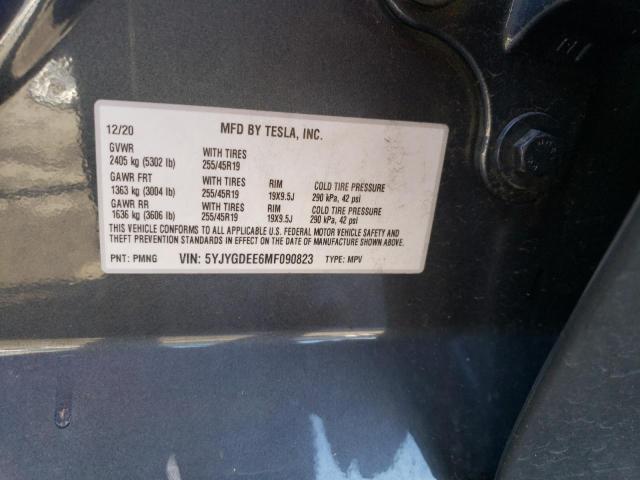 12/20 MFD BY TESLA, INC.
GVWR WITH TIRES
2405 kg (5302 lb) 255/45R19
GAWR FRT WITH TIRES RIM COLD TIRE PRESSURE
1363 kg (3004 lb) 255/45R19 19X9.5J 290 kPa, 42 psi
GAWR RR WITH TIRES RIM COLD TIRE PRESSURE
1636 kg (3606 lb) 255/45R19 19X9.5J 290 kPa, 42 psi
THIS VEHICLE CONFORMS TO ALL APPLICABLE U.S. FEDERAL MOTOR VEHICLE SAFETY AND
THEFT PREVENTION STANDARDS IN EFFECT ON THE DATE OF MANUFACTURE SHOWN ABOVE.
PNT: PMNG VIN: 5YJYGDEE6MF090823 TYPE: MPV